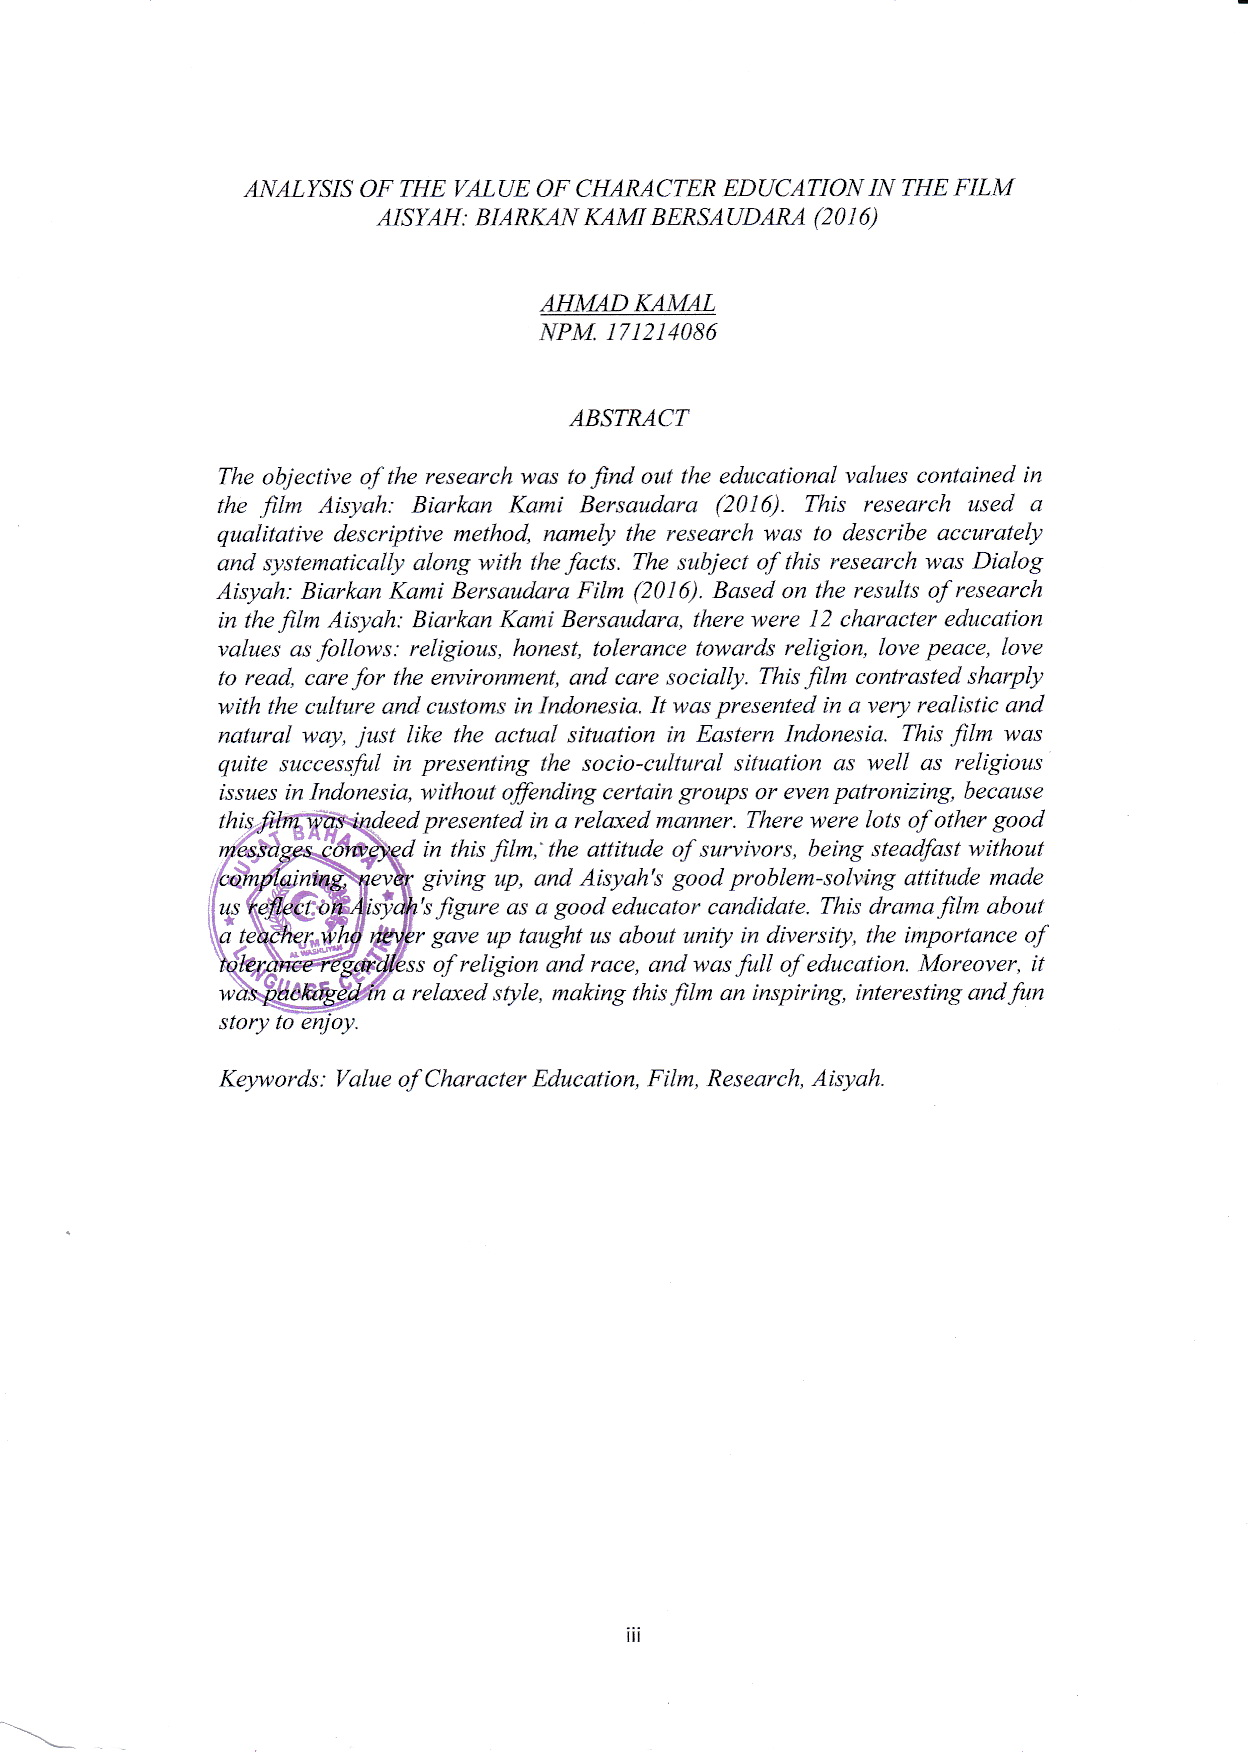 ANALYSIS OF THE VALUE OF CHARACTER EDUCATION IN THE FILM
AISYAH: BIARKAN KAMI BERSAUDARA (2016)
AHMAD KAMAL
NPM. 171214086
ABSTRACT
The objective of the research was to find out the educational values contained in
the film Aisyah: Biarkan Kami Bersaudara (2016). This research used a
qualitative descriptive method, namely the research was to describe accurately
and systematically along with the facts. The subject of this research was Dialog
Aisyah: Biarkan Kami Bersaudara Film (2016). Based on the results of research
in the film Aisyah: Biarkan Kami Bersaudara, there were 12 character education
values as follows: religious, honest, tolerance towards religion, love peace, love
to read, care for the environment, and care socially. This film contrasted sharply
with the culture and customs in Indonesia. It was presented in a very realistic and
natural way, just like the actual situation in Eastern Indonesia. This film was
quite successful in presenting the socio-cultural situation as well as religious
issues in Indonesia, without offending certain groups or even patronizing, because
this film was indeed presented in a relaxed manner. There were lots of other good
messages conveyed in this film, the attitude of survivors, being steadfast without
complaining, never giving up, and Aisyah's good problem-solving attitude made
us reflect on Aisyah's figure as a good educator candidate. This drama film about
a teacher who never gave up taught us about unity in diversity, the importance of
tolerance regardless of religion and race, and was full of education. Moreover, it
was packaged in a relaxed style, making this film an inspiring, interesting and fun
story to enjoy.
PUSAT BAHASA
AL WASHLIYAH
LANGUAGE CENTRE
Keywords: Value of Character Education, Film, Research, Aisyah.
iii